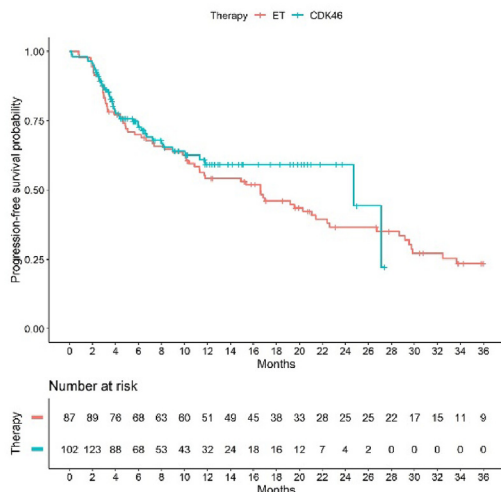 Therapy ET CDK46
1.00
0.75
0.50
0.25
0.00
Progression-free survival probability
0 2 4 6 8 10 12 14 16 18 20 22 24 26 28 30 32 34 36
Months
Number at risk
Therapy
87 89 76 68 63 60 51 49 45 38 33 28 25 25 22 17 15 11 9
102 123 88 68 53 43 32 24 18 16 12 7 4 2 0 0 0 0 0
0 2 4 6 8 10 12 14 16 18 20 22 24 26 28 30 32 34 36
Months